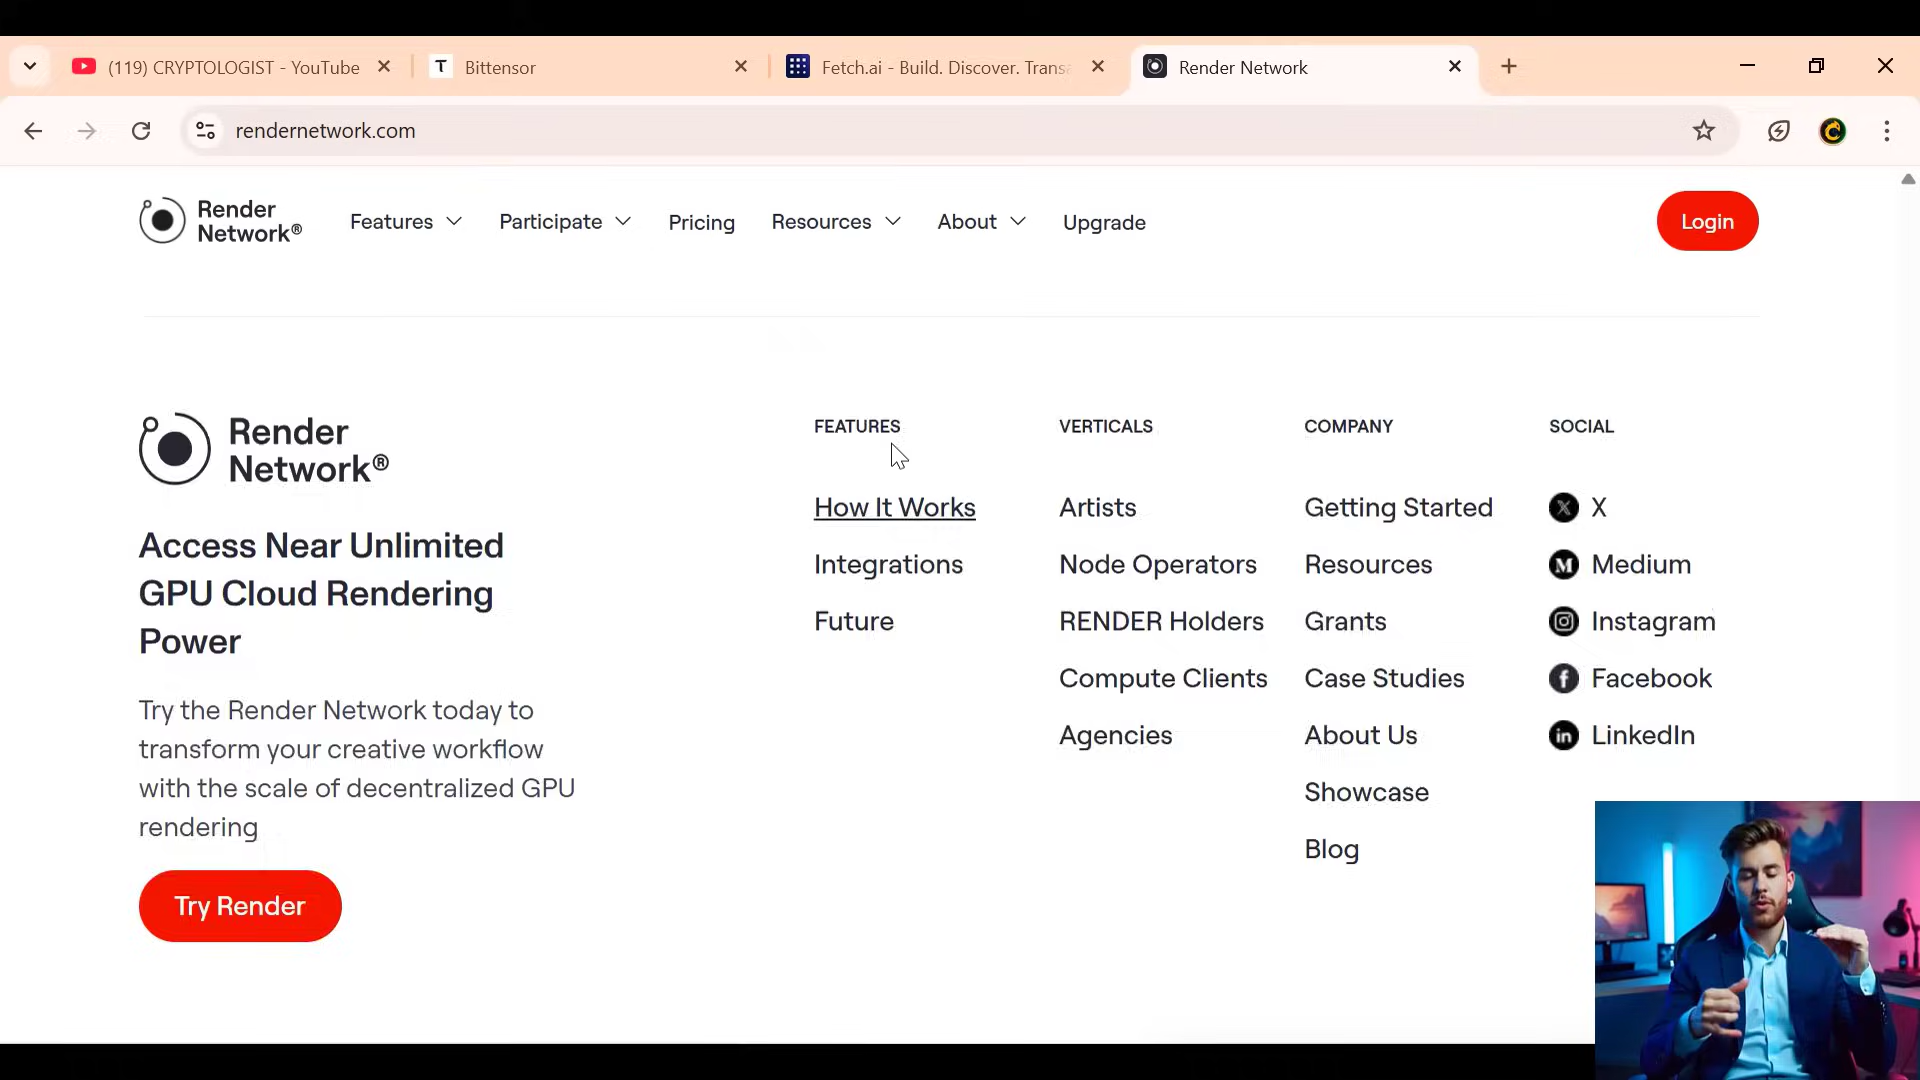 (119) CRYPTOLOGIST - YouTube
T Bittensor
Fetch.ai - Build. Discover. Transa
Render Network
rendernetwork.com
Render Network®
Features
Participate
Pricing
Resources
About
Upgrade
Login
Render
Network®
Access Near Unlimited
GPU Cloud Rendering
Power
Try the Render Network today to
transform your creative workflow
with the scale of decentralized GPU
rendering
Try Render
FEATURES
How It Works
Integrations
Future
VERTICALS
Artists
Node Operators
RENDER Holders
Compute Clients
Agencies
COMPANY
Getting Started
Resources
Grants
Case Studies
About Us
Showcase
Blog
SOCIAL
X
Medium
Instagram
Facebook
LinkedIn